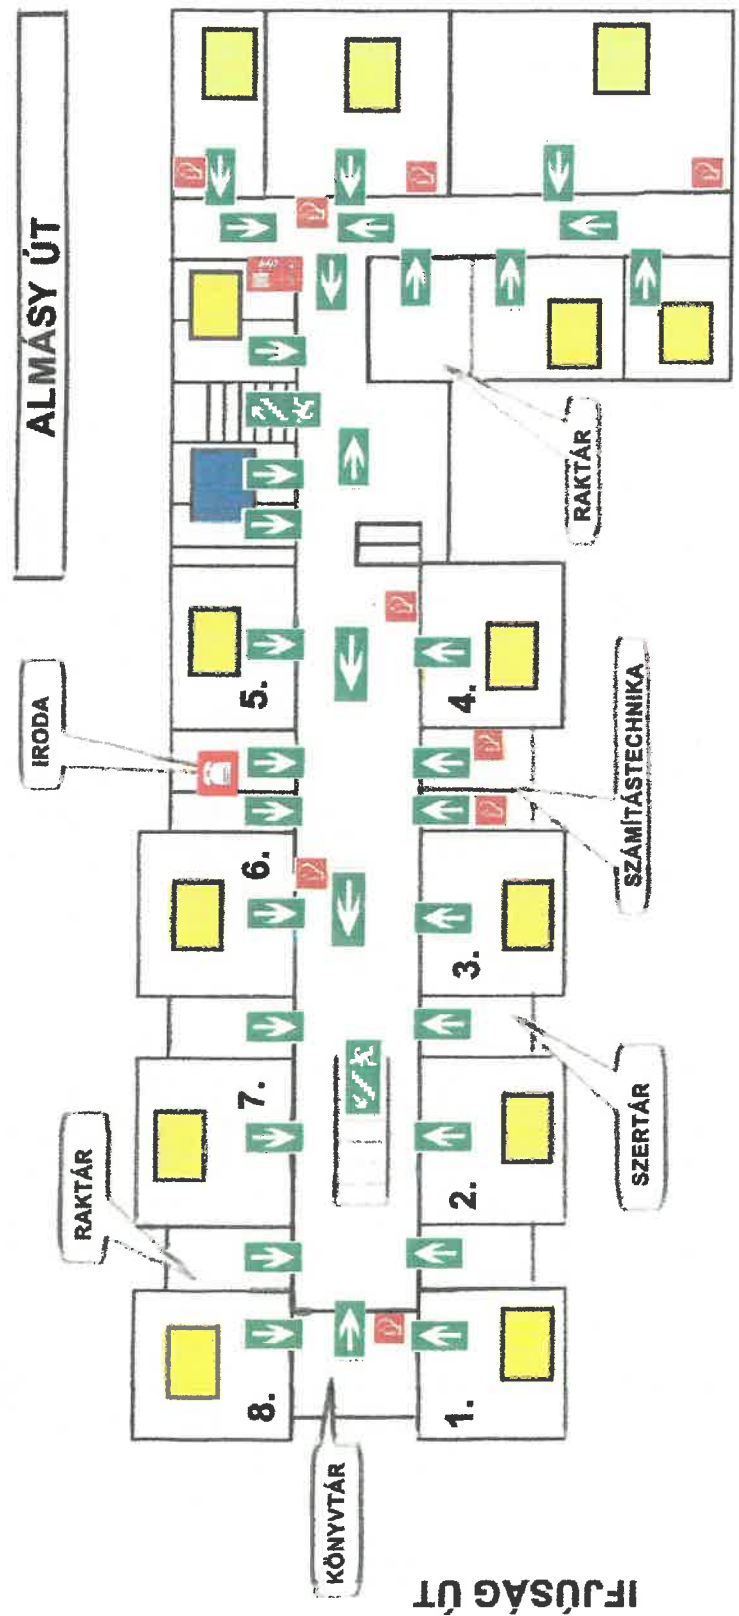 ALMÁSY ÚT
IRODA
RAKTÁR
8.
7.
6.
5.
KÖNYVTÁR
1.
2.
3.
4.
SZERTÁR
SZÁMÍTÁSTECHNIKA
RAKTÁR
IFJÚSÁG ÚT